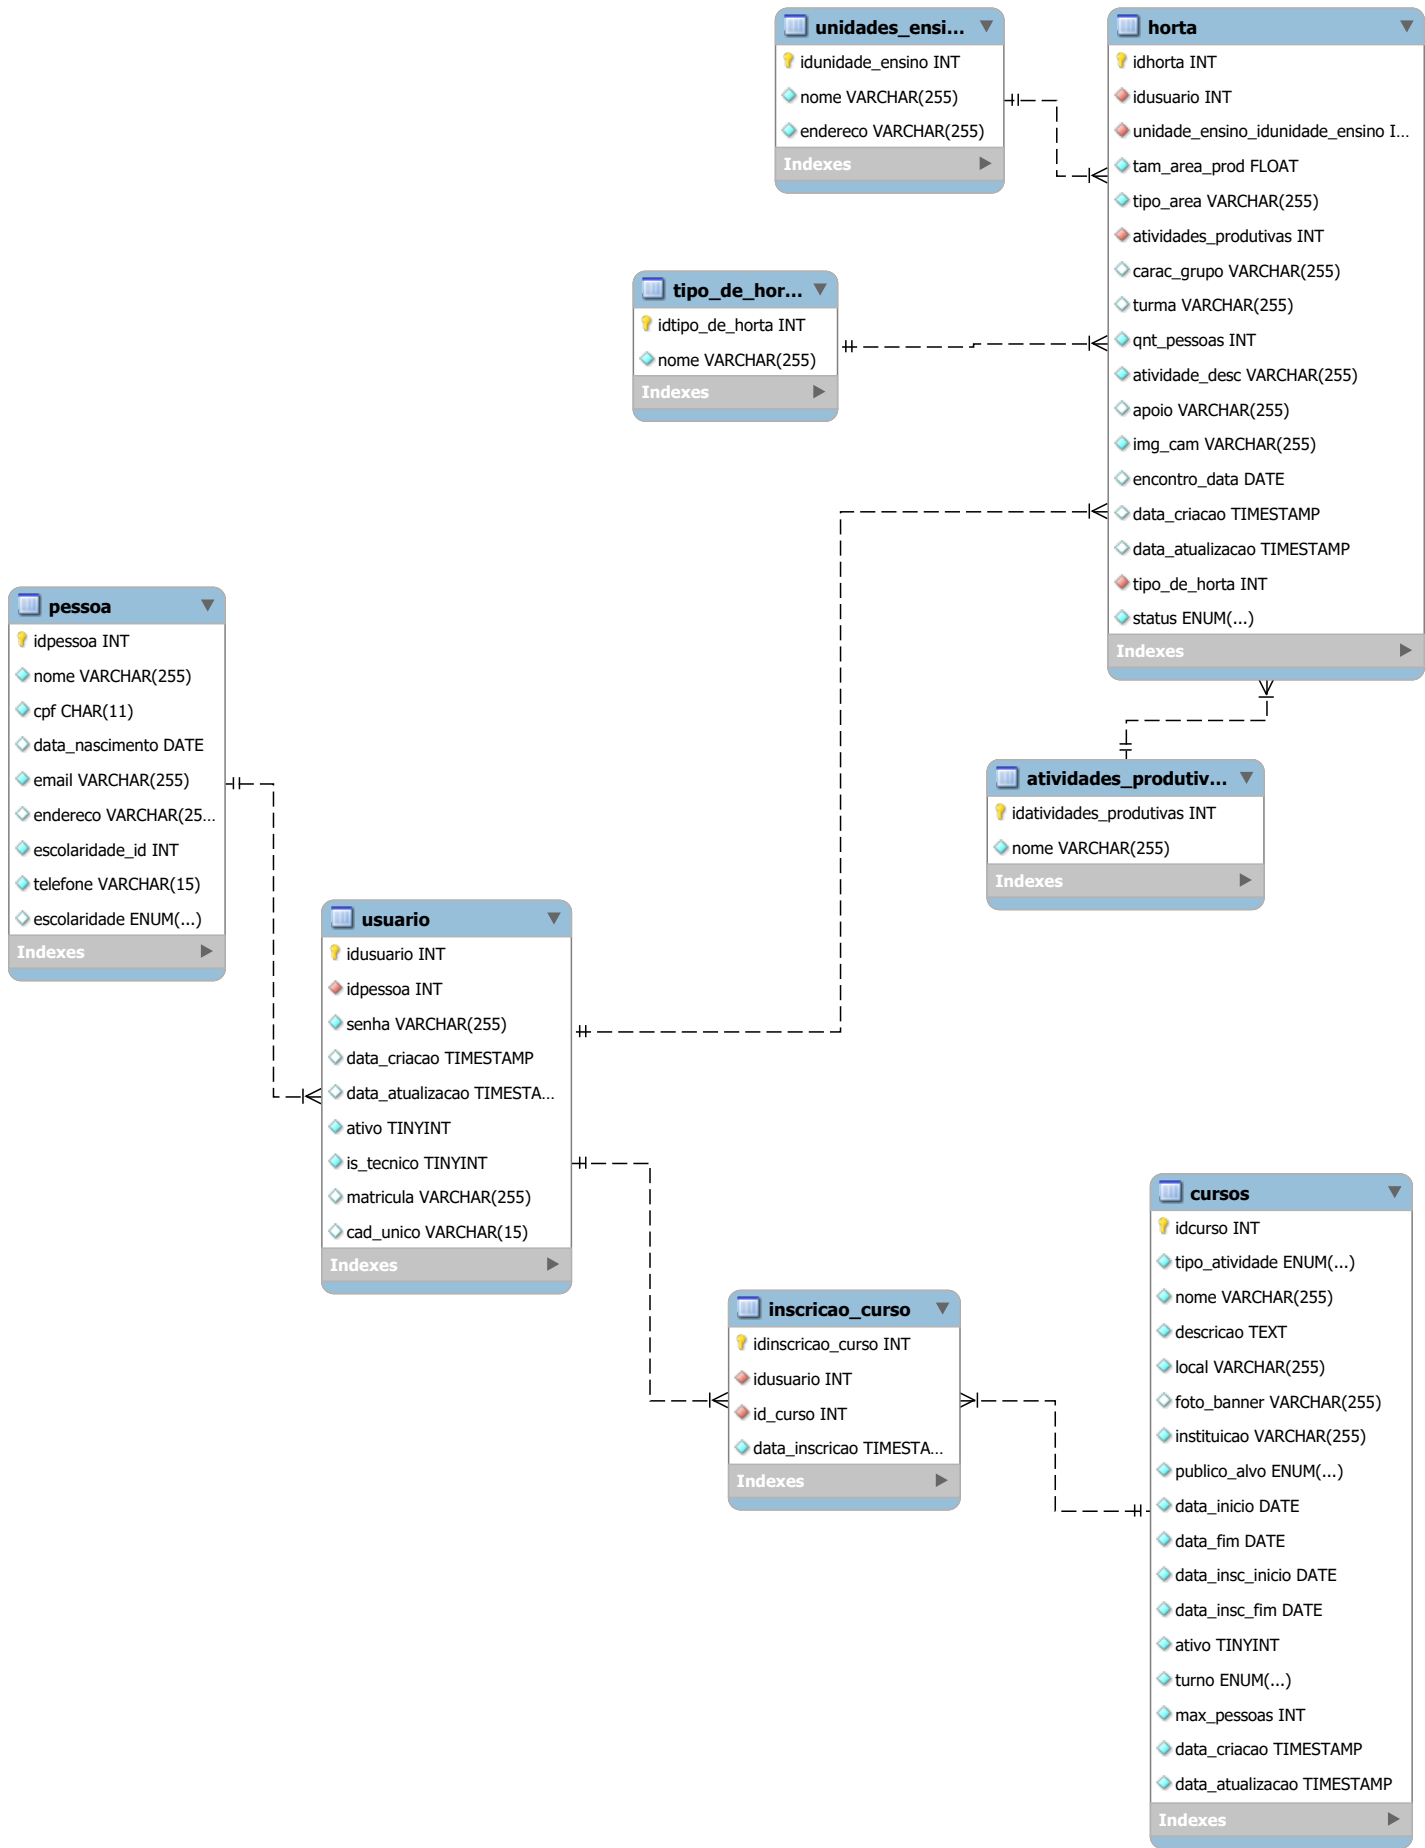 unidades_ensi...
idunidade_ensino INT
nome VARCHAR(255)
endereco VARCHAR(255)
Indexes
horta
idhorta INT
idusuario INT
unidade_ensino_idunidade_ensino I...
tam_area_prod FLOAT
tipo_area VARCHAR(255)
atividades_produtivas INT
carac_grupo VARCHAR(255)
turma VARCHAR(255)
qnt_pessoas INT
atividade_desc VARCHAR(255)
apoio VARCHAR(255)
img_cam VARCHAR(255)
encontro_data DATE
data_criacao TIMESTAMP
data_atualizacao TIMESTAMP
tipo_de_horta INT
status ENUM(...)
Indexes
tipo_de_hor...
idtipo_de_horta INT
nome VARCHAR(255)
Indexes
pessoa
idpessoa INT
nome VARCHAR(255)
cpf CHAR(11)
data_nascimento DATE
email VARCHAR(255)
endereco VARCHAR(25...
escolaridade_id INT
telefone VARCHAR(15)
escolaridade ENUM(...)
Indexes
atividades_produtiv...
idatividades_produtivas INT
nome VARCHAR(255)
Indexes
usuario
idusuario INT
idpessoa INT
senha VARCHAR(255)
data_criacao TIMESTAMP
data_atualizacao TIMESTA...
ativo TINYINT
is_tecnico TINYINT
matricula VARCHAR(255)
cad_unico VARCHAR(15)
Indexes
inscricao_curso
idinscricao_curso INT
idusuario INT
id_curso INT
data_inscricao TIMESTA...
Indexes
cursos
idcurso INT
tipo_atividade ENUM(...)
nome VARCHAR(255)
descricao TEXT
local VARCHAR(255)
foto_banner VARCHAR(255)
instituicao VARCHAR(255)
publico_alvo ENUM(...)
data_inicio DATE
data_fim DATE
data_insc_inicio DATE
data_insc_fim DATE
ativo TINYINT
turno ENUM(...)
max_pessoas INT
data_criacao TIMESTAMP
data_atualizacao TIMESTAMP
Indexes